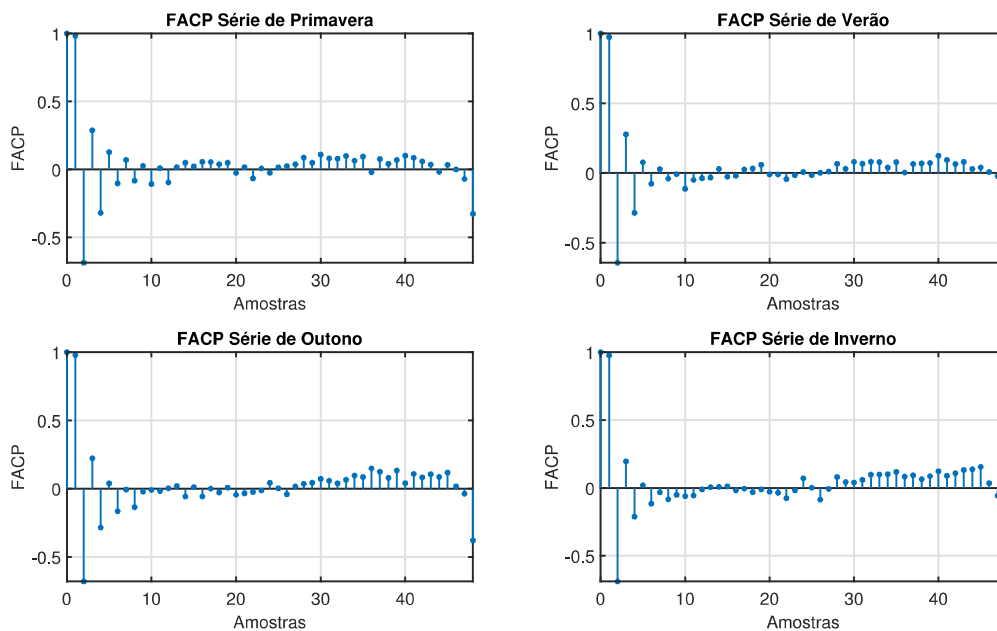 FACP Série de Primavera
1
0.5
0
-0.5
FACP
0 10 20 30 40
Amostras
FACP Série de Verão
1
0.5
0
-0.5
FACP
0 10 20 30 40
Amostras
FACP Série de Outono
1
0.5
0
-0.5
FACP
0 10 20 30 40
Amostras
FACP Série de Inverno
1
0.5
0
-0.5
FACP
0 10 20 30 40
Amostras